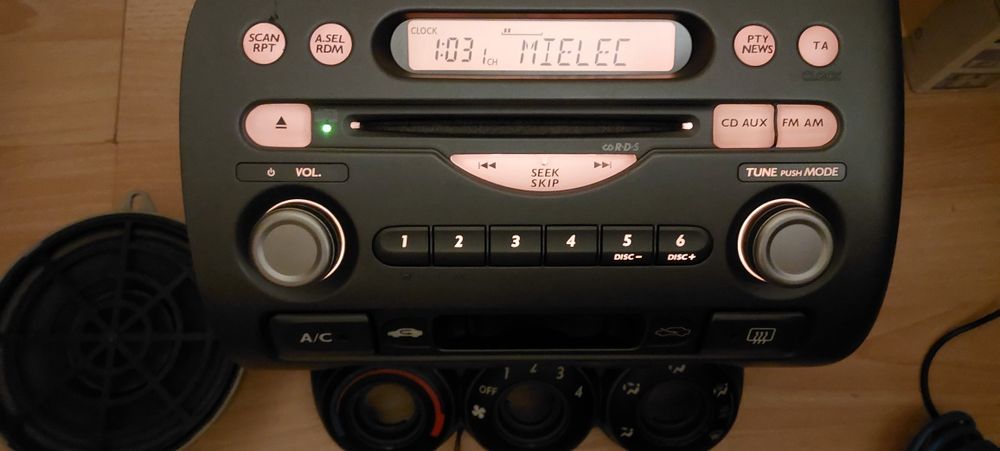 SCAN
RPT
A.SEL
RDM
CLOCK
1:03 1CH MIELEC
PTY
NEWS
TA
CLOCK
CD AUX
FM AM
R·D·S
SEEK
SKIP
VOL.
TUNE PUSH MODE
1 2 3 4 5 6
DISC− DISC+
A/C
OFF 1 2 3 4